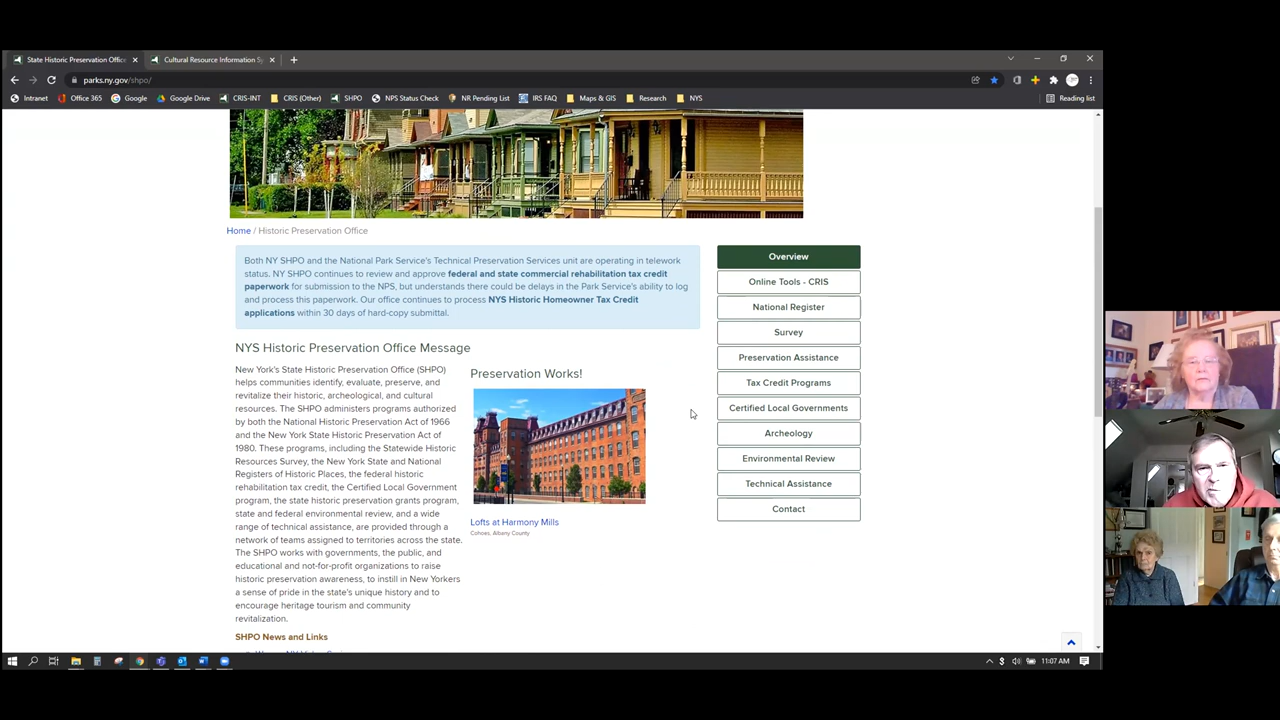 State Historic Preservation Office
Cultural Resource Information Sy
parks.ny.gov/shpo/
Intranet
Office 365
Google
Google Drive
CRIS-INT
CRIS (Other)
SHPO
NPS Status Check
NR Pending List
IRS FAQ
Maps & GIS
Research
NYS
Reading list
Home / Historic Preservation Office
Both NY SHPO and the National Park Service's Technical Preservation Services unit are operating in telework
status. NY SHPO continues to review and approve federal and state commercial rehabilitation tax credit
paperwork for submission to the NPS, but understands there could be delays in the Park Service's ability to log
and process this paperwork. Our office continues to process NYS Historic Homeowner Tax Credit
applications within 30 days of hard-copy submittal.
NYS Historic Preservation Office Message
New York's State Historic Preservation Office (SHPO)
helps communities identify, evaluate, preserve, and
revitalize their historic, archeological, and cultural
resources. The SHPO administers programs authorized
by both the National Historic Preservation Act of 1966
and the New York State Historic Preservation Act of
1980. These programs, including the Statewide Historic
Resources Survey, the New York State and National
Registers of Historic Places, the federal historic
rehabilitation tax credit, the Certified Local Government
program, the state historic preservation grants program,
state and federal environmental review, and a wide
range of technical assistance, are provided through a
network of teams assigned to territories across the state.
The SHPO works with governments, the public, and
educational and not-for-profit organizations to raise
historic preservation awareness, to instill in New Yorkers
a sense of pride in the state's unique history and to
encourage heritage tourism and community
revitalization.
SHPO News and Links
Preservation Works!
Lofts at Harmony Mills
Cohoes, Albany County
Overview
Online Tools - CRIS
National Register
Survey
Preservation Assistance
Tax Credit Programs
Certified Local Governments
Archeology
Environmental Review
Technical Assistance
Contact
11:07 AM